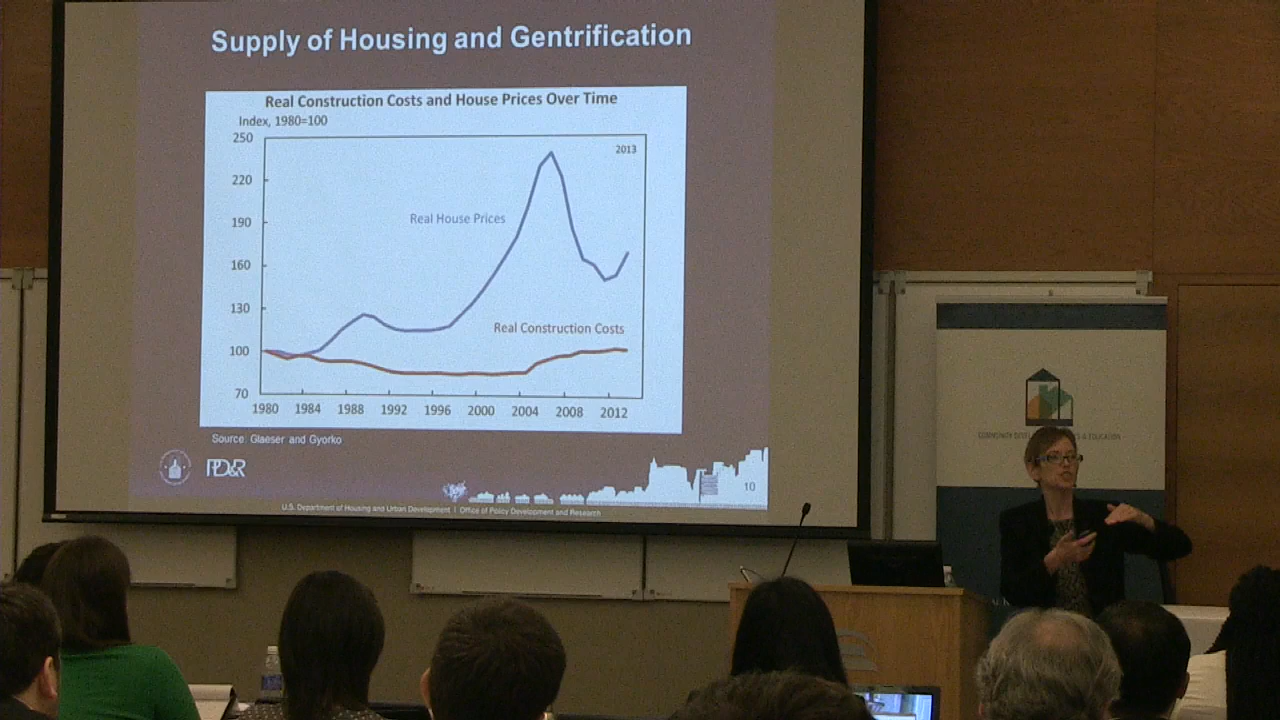 Supply of Housing and Gentrification
Real Construction Costs and House Prices Over Time
Index, 1980=100
250
2013
220
190
Real House Prices
160
130
Real Construction Costs
100
70
1980 1984 1988 1992 1996 2000 2004 2008 2012
Source: Glaeser and Gyorko
PD&R
10
U.S. Department of Housing and Urban Development | Office of Policy Development and Research
& EDUCATION